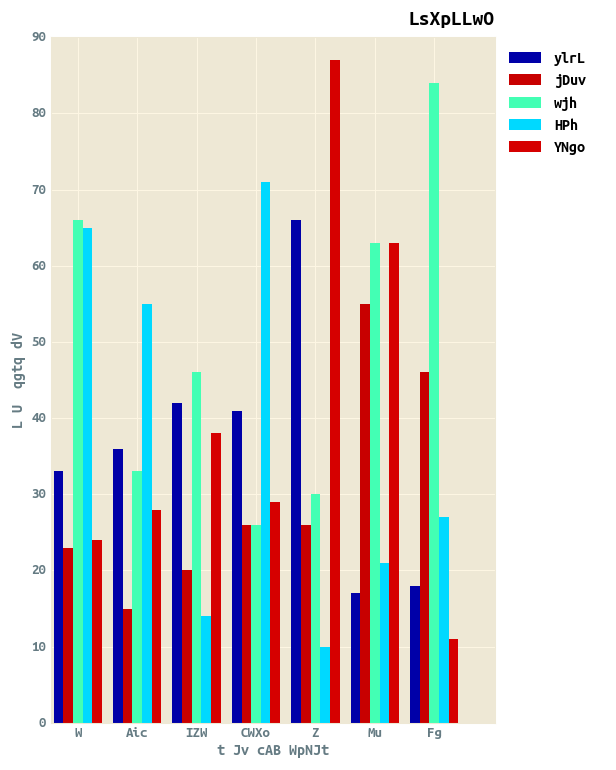 LsXpLLwO
ylrL
jDuv
wjh
HPh
YNgo
90
80
70
60
50
40
30
20
10
0
L U  qgtq dV
W Aic IZW CWXo Z Mu Fg
t Jv cAB WpNJt